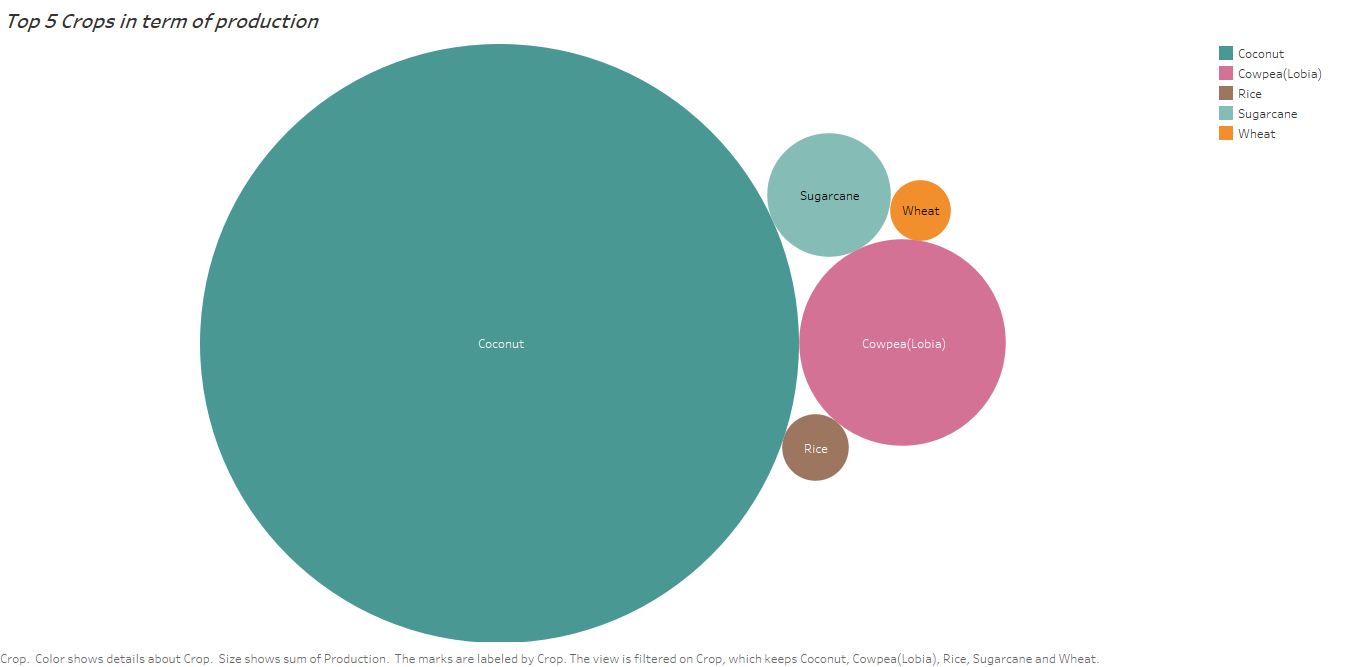 Top 5 Crops in term of production
Coconut
Cowpea(Lobia)
Rice
Sugarcane
Wheat
Sugarcane
Wheat
Coconut
Cowpea(Lobia)
Rice
Crop.  Color shows details about Crop.  Size shows sum of Production.  The marks are labeled by Crop. The view is filtered on Crop, which keeps Coconut, Cowpea(Lobia), Rice, Sugarcane and Wheat.